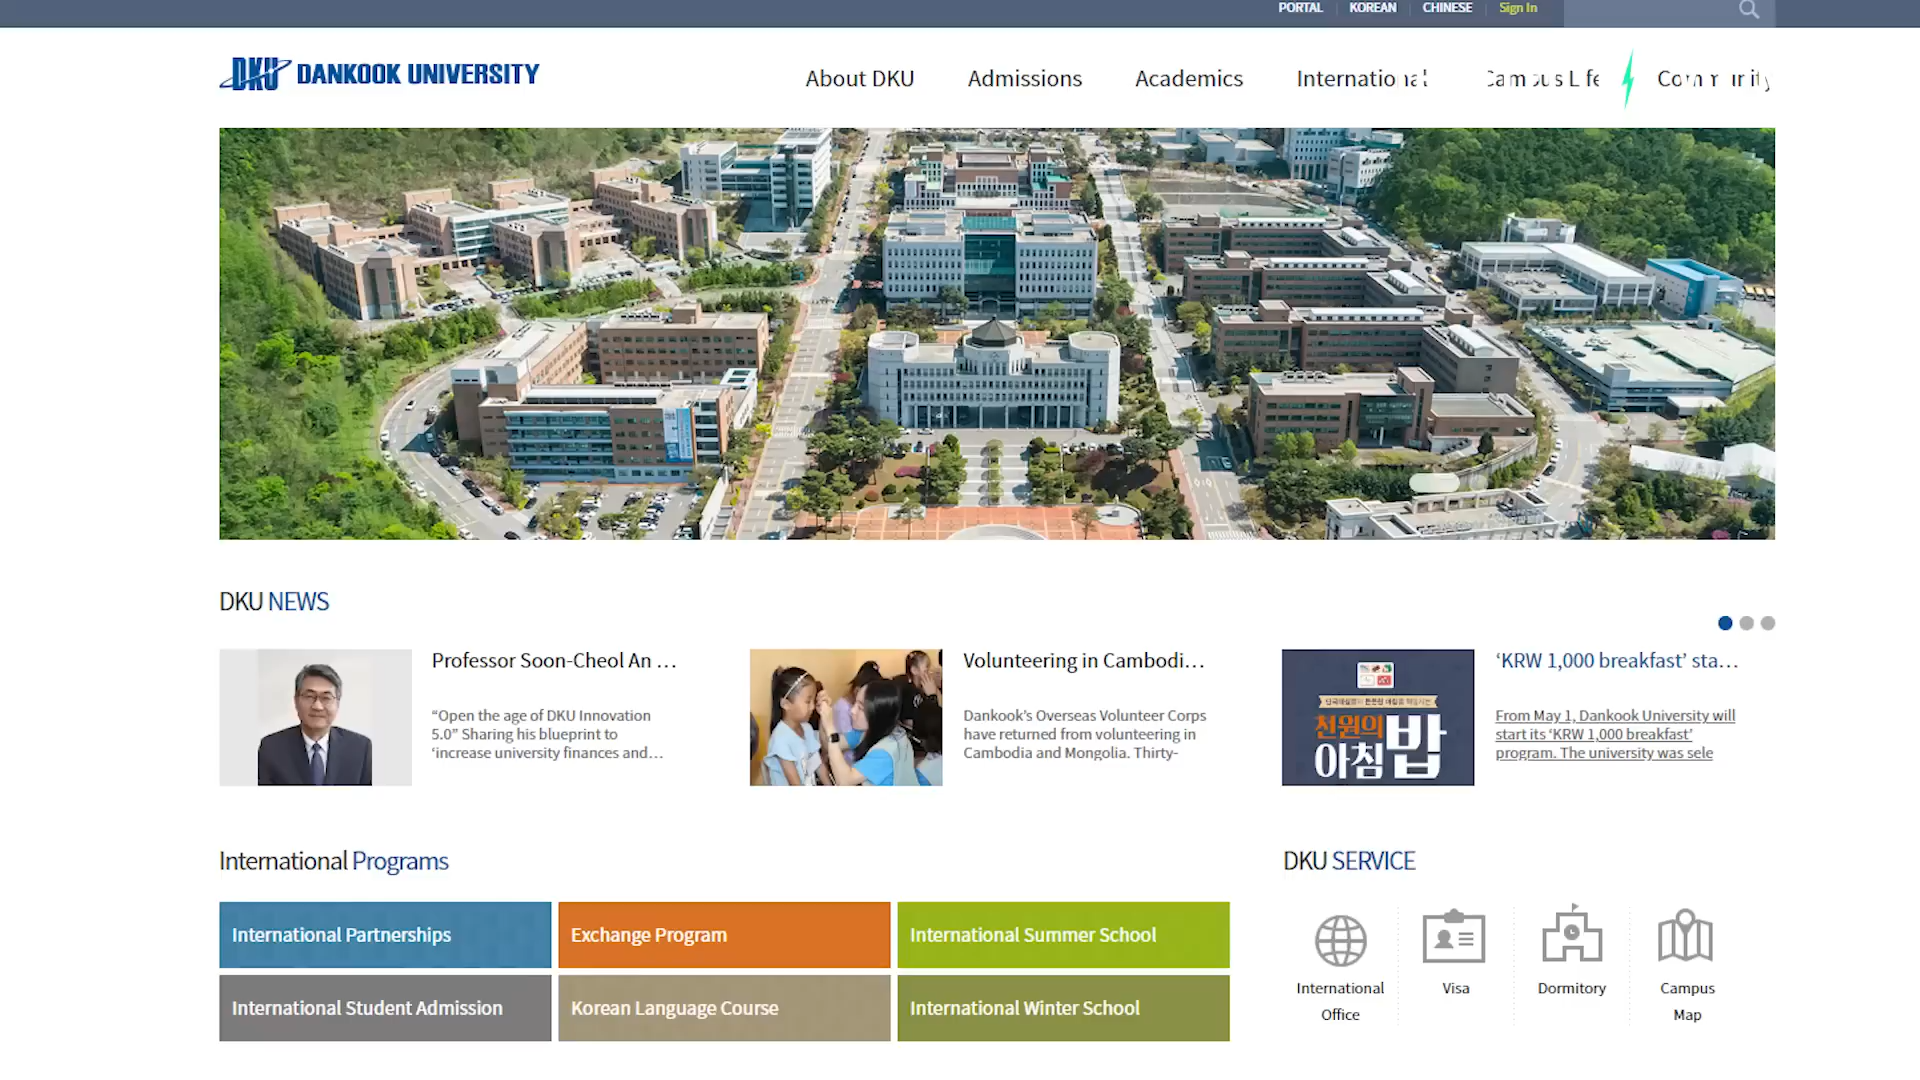 PORTAL KOREAN CHINESE Sign In
DKU DANKOOK UNIVERSITY
About DKU Admissions Academics International Campus Life Community
DKU NEWS
Professor Soon-Cheol An ...
“Open the age of DKU Innovation
5.0” Sharing his blueprint to
‘increase university finances and...
Volunteering in Cambodi...
Dankook’s Overseas Volunteer Corps
have returned from volunteering in
Cambodia and Mongolia. Thirty-
천원의
아침밥
‘KRW 1,000 breakfast’ sta...
From May 1, Dankook University will
start its ‘KRW 1,000 breakfast’
program. The university was sele
International Programs
International Partnerships
Exchange Program
International Summer School
International Student Admission
Korean Language Course
International Winter School
DKU SERVICE
International
Office
Visa
Dormitory
Campus
Map